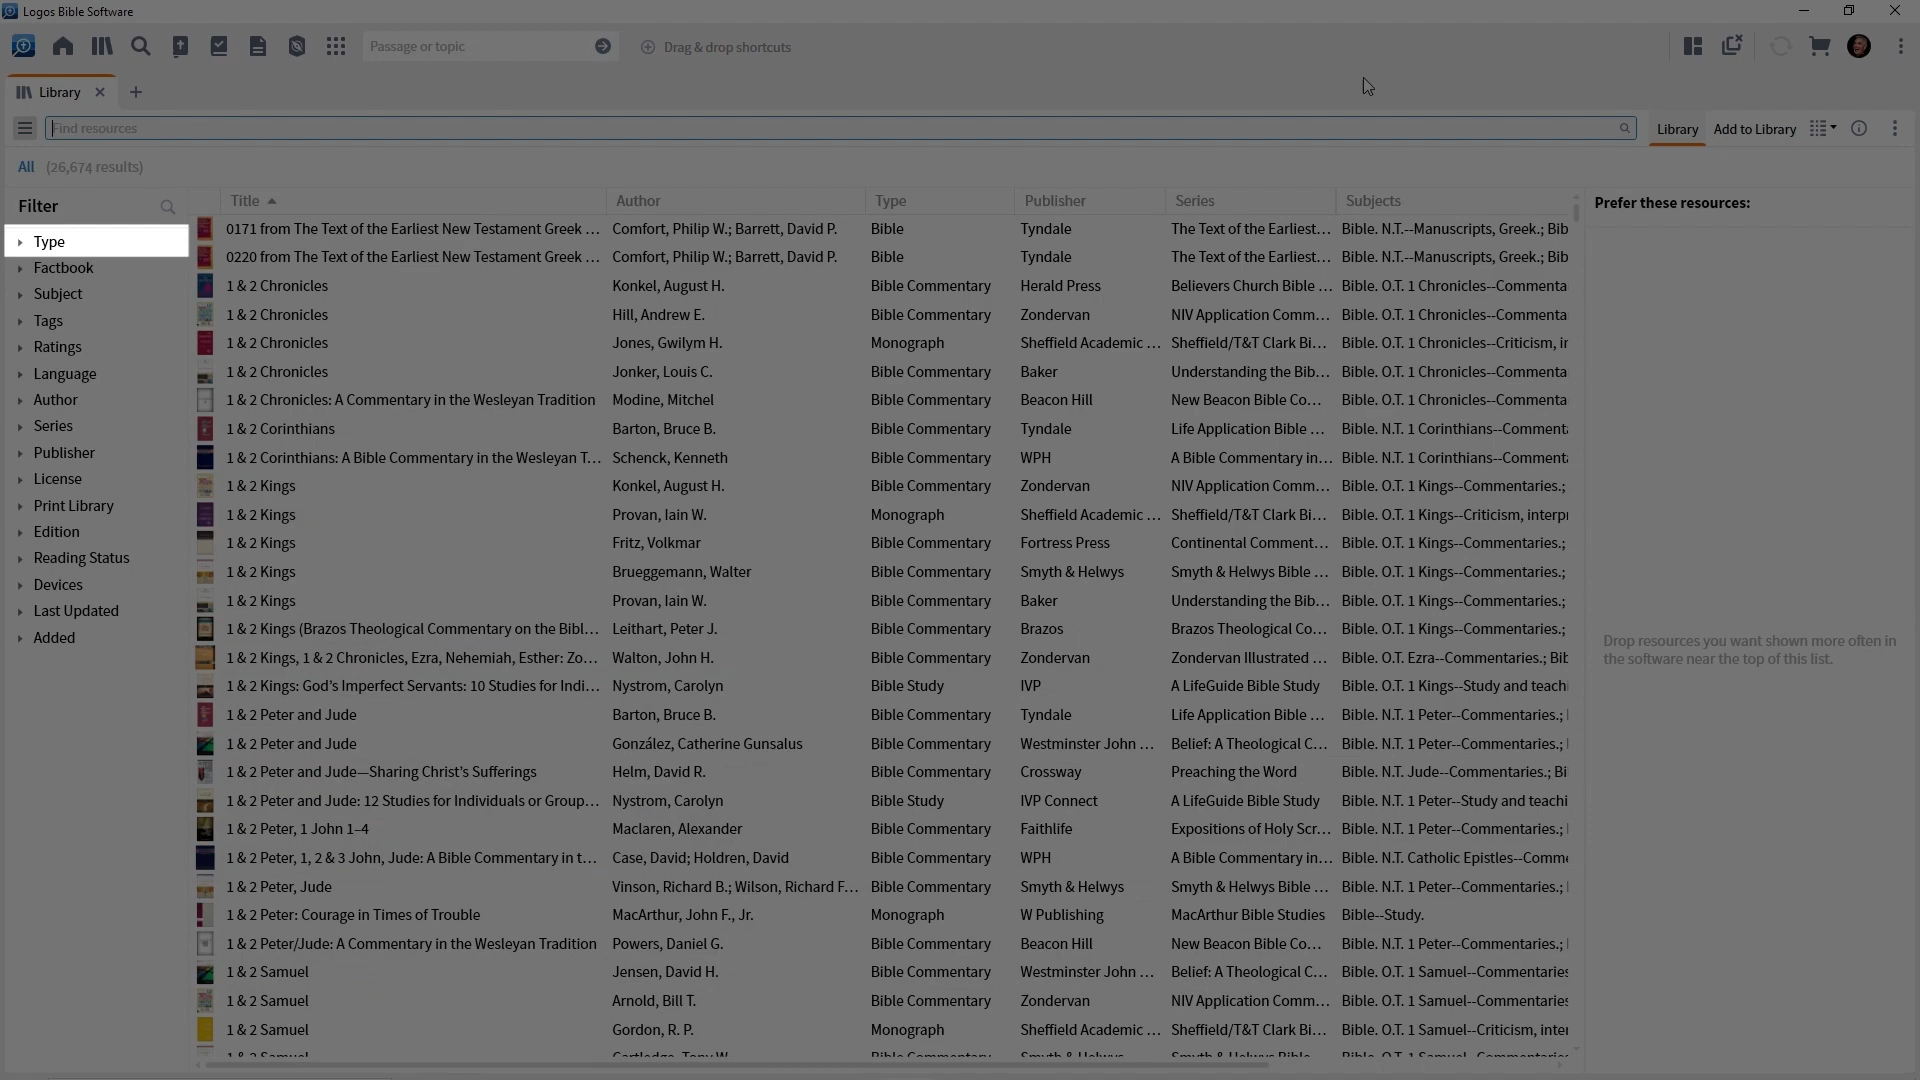 Logos Bible Software
Passage or topic
Drag & drop shortcuts
Library
Find resources
Library
Add to Library
All (26,674 results)
Filter
Type
Factbook
Subject
Tags
Ratings
Language
Author
Series
Publisher
License
Print Library
Edition
Reading Status
Devices
Last Updated
Added
Title Author Type Publisher Series Subjects
0171 from The Text of the Earliest New Testament Greek ... Comfort, Philip W.; Barrett, David P. Bible Tyndale The Text of the Earliest... Bible. N.T.--Manuscripts, Greek.; Bib
0220 from The Text of the Earliest New Testament Greek ... Comfort, Philip W.; Barrett, David P. Bible Tyndale The Text of the Earliest... Bible. N.T.--Manuscripts, Greek.; Bib
1 & 2 Chronicles Konkel, August H. Bible Commentary Herald Press Believers Church Bible ... Bible. O.T. 1 Chronicles--Commenta
1 & 2 Chronicles Hill, Andrew E. Bible Commentary Zondervan NIV Application Comm... Bible. O.T. 1 Chronicles--Commenta
1 & 2 Chronicles Jones, Gwilym H. Monograph Sheffield Academic ... Sheffield/T&T Clark Bi... Bible. O.T. 1 Chronicles--Criticism, ir
1 & 2 Chronicles Jonker, Louis C. Bible Commentary Baker Understanding the Bib... Bible. O.T. 1 Chronicles--Commenta
1 & 2 Chronicles: A Commentary in the Wesleyan Tradition Modine, Mitchel Bible Commentary Beacon Hill New Beacon Bible Co... Bible. O.T. 1 Chronicles--Commenta
1 & 2 Corinthians Barton, Bruce B. Bible Commentary Tyndale Life Application Bible ... Bible. N.T. 1 Corinthians--Comment
1 & 2 Corinthians: A Bible Commentary in the Wesleyan T... Schenck, Kenneth Bible Commentary WPH A Bible Commentary in... Bible. N.T. 1 Corinthians--Comment
1 & 2 Kings Konkel, August H. Bible Commentary Zondervan NIV Application Comm... Bible. O.T. 1 Kings--Commentaries.;
1 & 2 Kings Provan, Iain W. Monograph Sheffield Academic ... Sheffield/T&T Clark Bi... Bible. O.T. 1 Kings--Criticism, interp
1 & 2 Kings Fritz, Volkmar Bible Commentary Fortress Press Continental Comment... Bible. O.T. 1 Kings--Commentaries.;
1 & 2 Kings Brueggemann, Walter Bible Commentary Smyth & Helwys Smyth & Helwys Bible ... Bible. O.T. 1 Kings--Commentaries.;
1 & 2 Kings Provan, Iain W. Bible Commentary Baker Understanding the Bib... Bible. O.T. 1 Kings--Commentaries.;
1 & 2 Kings (Brazos Theological Commentary on the Bibl... Leithart, Peter J. Bible Commentary Brazos Brazos Theological Co... Bible. O.T. 1 Kings--Commentaries.;
1 & 2 Kings, 1 & 2 Chronicles, Ezra, Nehemiah, Esther: Zo... Walton, John H. Bible Commentary Zondervan Zondervan Illustrated ... Bible. O.T. Ezra--Commentaries.; Bib
1 & 2 Kings: God's Imperfect Servants: 10 Studies for Indi... Nystrom, Carolyn Bible Study IVP A LifeGuide Bible Study Bible. O.T. 1 Kings--Study and teachi
1 & 2 Peter and Jude Barton, Bruce B. Bible Commentary Tyndale Life Application Bible ... Bible. N.T. 1 Peter--Commentaries.;
1 & 2 Peter and Jude González, Catherine Gunsalus Bible Commentary Westminster John ... Belief: A Theological C... Bible. N.T. 1 Peter--Commentaries.;
1 & 2 Peter and Jude—Sharing Christ's Sufferings Helm, David R. Bible Commentary Crossway Preaching the Word Bible. N.T. Jude--Commentaries.; Bi
1 & 2 Peter and Jude: 12 Studies for Individuals or Group... Nystrom, Carolyn Bible Study IVP Connect A LifeGuide Bible Study Bible. N.T. 1 Peter--Study and teachi
1 & 2 Peter, 1 John 1–4 Maclaren, Alexander Bible Commentary Faithlife Expositions of Holy Scr... Bible. N.T. 1 Peter--Commentaries.;
1 & 2 Peter, 1, 2 & 3 John, Jude: A Bible Commentary in t... Case, David; Holdren, David Bible Commentary WPH A Bible Commentary in... Bible. N.T. Catholic Epistles--Comme
1 & 2 Peter, Jude Vinson, Richard B.; Wilson, Richard F... Bible Commentary Smyth & Helwys Smyth & Helwys Bible ... Bible. N.T. 1 Peter--Commentaries.;
1 & 2 Peter: Courage in Times of Trouble MacArthur, John F., Jr. Monograph W Publishing MacArthur Bible Studies Bible--Study.
1 & 2 Peter/Jude: A Commentary in the Wesleyan Tradition Powers, Daniel G. Bible Commentary Beacon Hill New Beacon Bible Co... Bible. N.T. 1 Peter--Commentaries.;
1 & 2 Samuel Jensen, David H. Bible Commentary Westminster John ... Belief: A Theological C... Bible. O.T. 1 Samuel--Commentaries
1 & 2 Samuel Arnold, Bill T. Bible Commentary Zondervan NIV Application Comm... Bible. O.T. 1 Samuel--Commentaries
1 & 2 Samuel Gordon, R. P. Monograph Sheffield Academic ... Sheffield/T&T Clark Bi... Bible. O.T. 1 Samuel--Criticism, inter
Prefer these resources:
Drop resources you want shown more often in
the software near the top of this list.